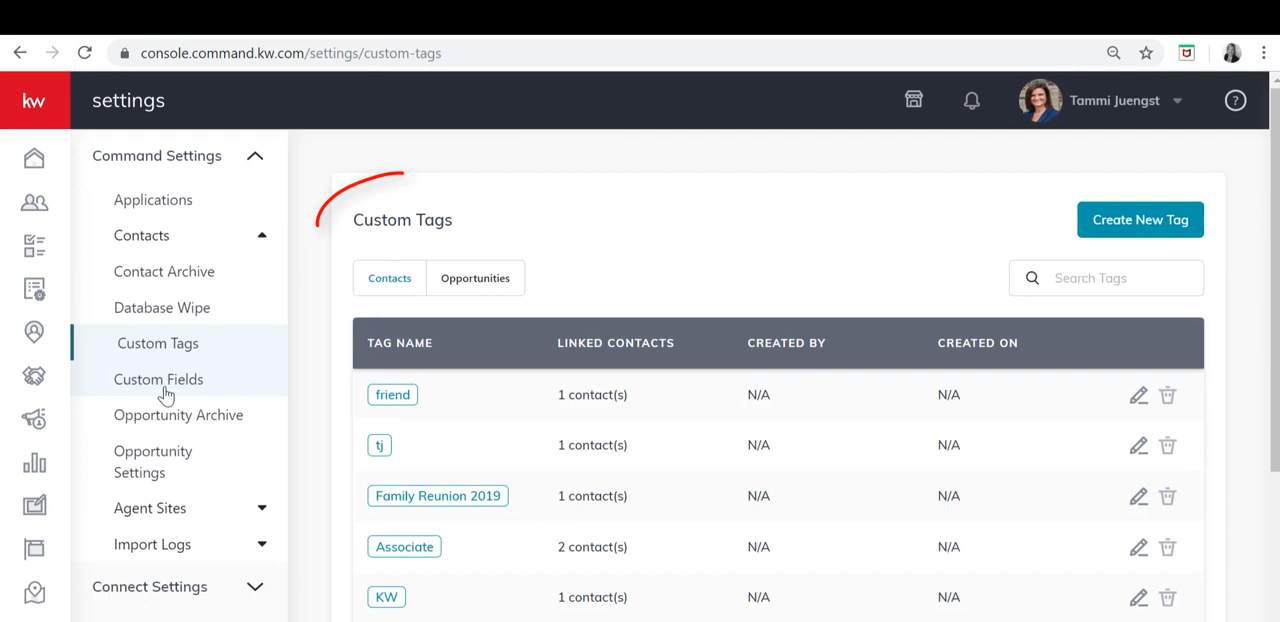 console.command.kw.com/settings/custom-tags
kw
settings
Tammi Juengst
?
Command Settings
Applications
Contacts
Contact Archive
Database Wipe
Custom Tags
Custom Fields
Opportunity Archive
Opportunity
Settings
Agent Sites
Import Logs
Connect Settings
Custom Tags
Create New Tag
Contacts Opportunities
Search Tags
TAG NAME LINKED CONTACTS CREATED BY CREATED ON
friend 1 contact(s) N/A N/A
tj 1 contact(s) N/A N/A
Family Reunion 2019 1 contact(s) N/A N/A
Associate 2 contact(s) N/A N/A
KW 1 contact(s) N/A N/A